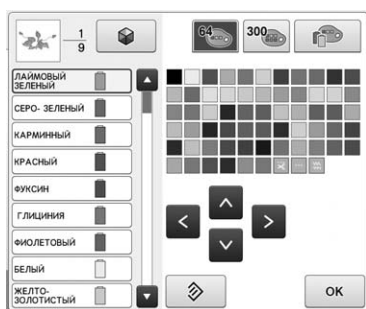 1
9
64
300
ЛАЙМОВЫЙ
ЗЕЛЕНЫЙ
СЕРО- ЗЕЛЕНЫЙ
КАРМИННЫЙ
КРАСНЫЙ
ФУКСИН
ГЛИЦИНИЯ
ФИОЛЕТОВЫЙ
БЕЛЫЙ
ЖЕЛТО-
ЗОЛОТИСТЫЙ
OK